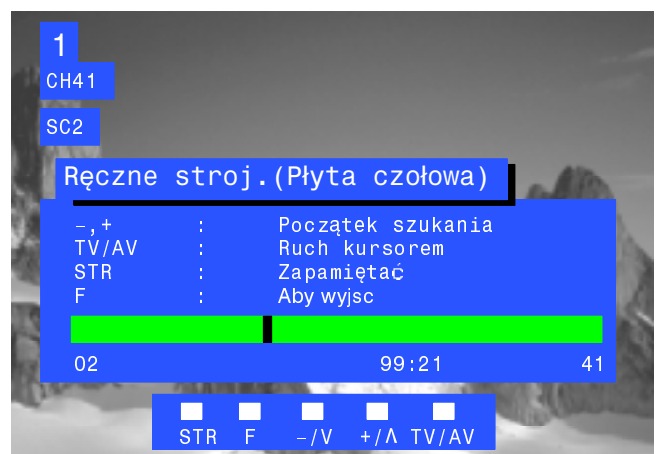 1
CH41
SC2
Ręczne stroj.(Płyta czołowa)
–,+ : Początek szukania
TV/AV : Ruch kursorem
STR : Zapamiętać
F : Aby wyjsc
02 99:21 41
STR F –/V +/Λ TV/AV